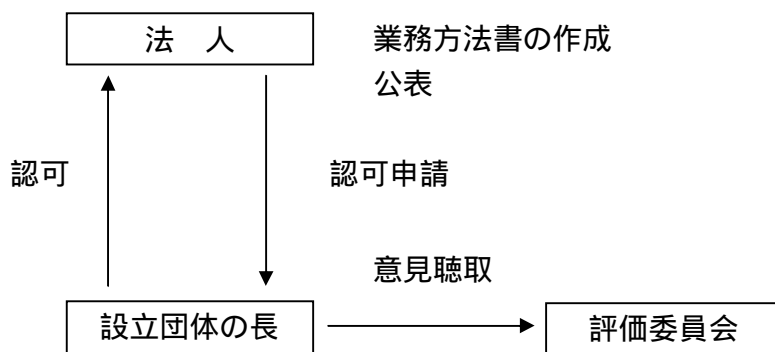 法　人
業務方法書の作成
公表
認可
認可申請
意見聴取
設立団体の長
評価委員会